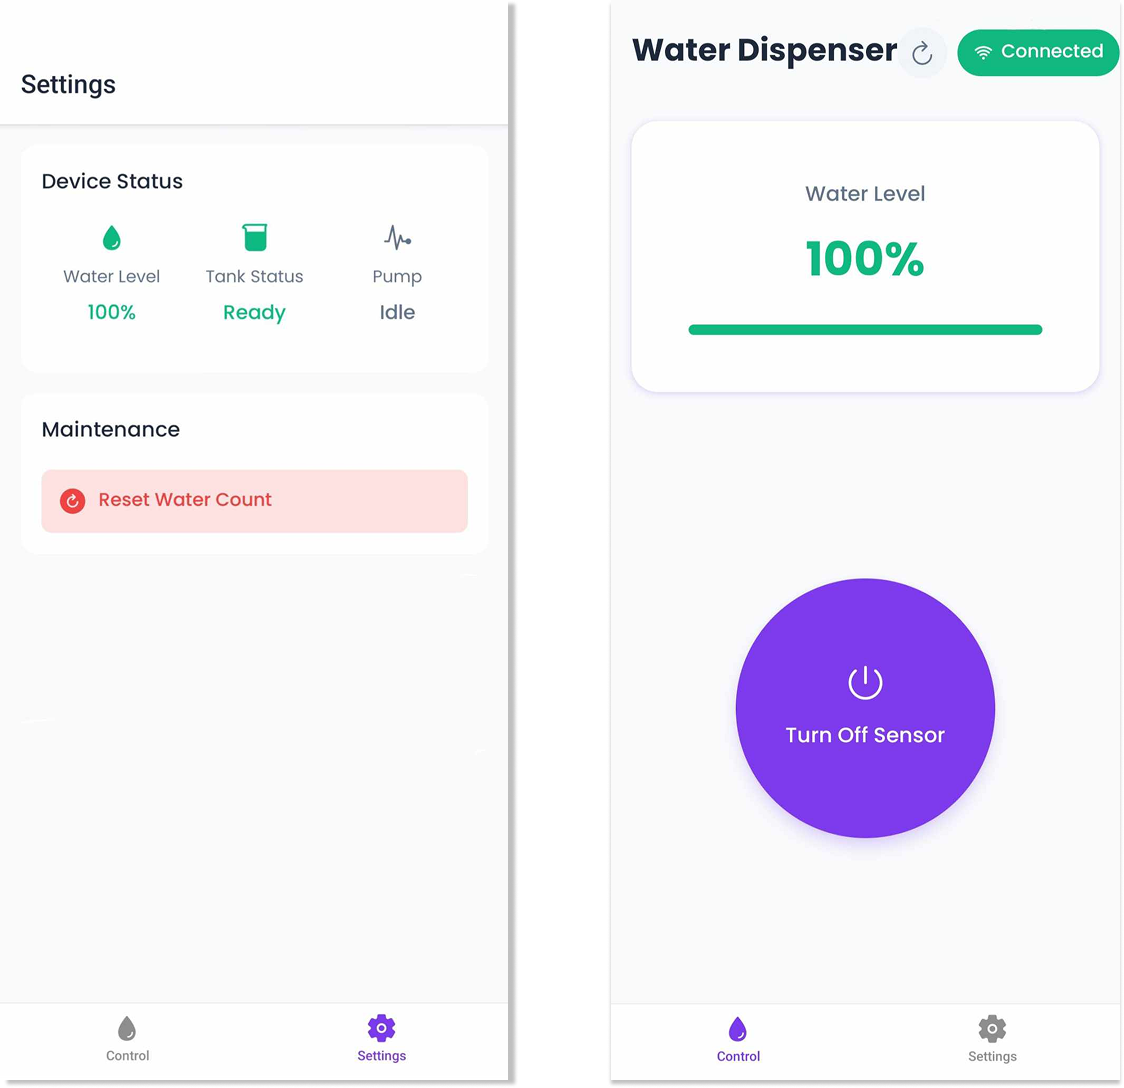 Settings
Device Status
Water Level
Tank Status
Pump
100%
Ready
Idle
Maintenance
Reset Water Count
Control
Settings
Water Dispenser
Connected
Water Level
100%
Turn Off Sensor
Control
Settings